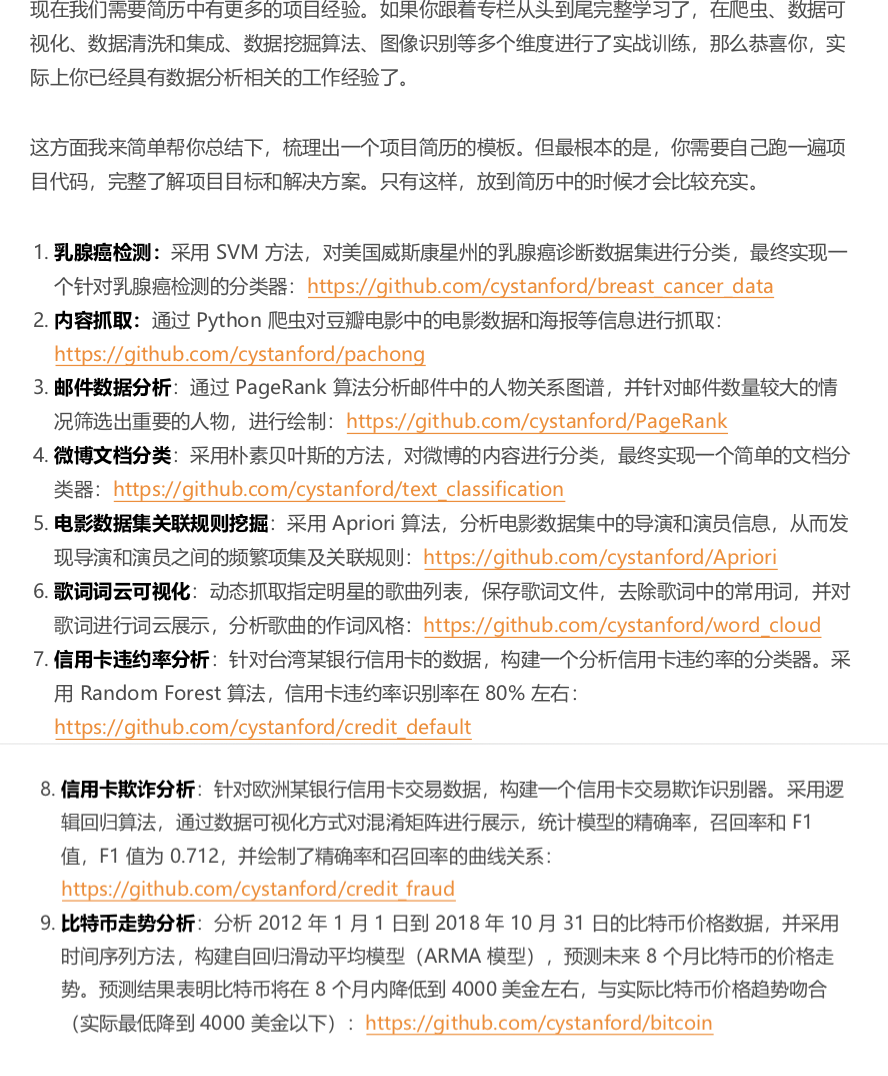 现在我们需要简历中有更多的项目经验。如果你跟着专栏从头到尾完整学习了，在爬虫、数据可
视化、数据清洗和集成、数据挖掘算法、图像识别等多个维度进行了实战训练，那么恭喜你，实
际上你已经具有数据分析相关的工作经验了。
这方面我来简单帮你总结下，梳理出一个项目简历的模板。但最根本的是，你需要自己跑一遍项
目代码，完整了解项目目标和解决方案。只有这样，放到简历中的时候才会比较充实。
1. 乳腺癌检测：采用 SVM 方法，对美国威斯康星州的乳腺癌诊断数据集进行分类，最终实现一
个针对乳腺癌检测的分类器：https://github.com/cystanford/breast_cancer_data
2. 内容抓取：通过 Python 爬虫对豆瓣电影中的电影数据和海报等信息进行抓取：
https://github.com/cystanford/pachong
3. 邮件数据分析：通过 PageRank 算法分析邮件中的人物关系图谱，并针对邮件数量较大的情
况筛选出重要的人物，进行绘制：https://github.com/cystanford/PageRank
4. 微博文档分类：采用朴素贝叶斯的方法，对微博的内容进行分类，最终实现一个简单的文档分
类器：https://github.com/cystanford/text_classification
5. 电影数据集关联规则挖掘：采用 Apriori 算法，分析电影数据集中的导演和演员信息，从而发
现导演和演员之间的频繁项集及关联规则：https://github.com/cystanford/Apriori
6. 歌词词云可视化：动态抓取指定明星的歌曲列表，保存歌词文件，去除歌词中的常用词，并对
歌词进行词云展示，分析歌曲的作词风格：https://github.com/cystanford/word_cloud
7. 信用卡违约率分析：针对台湾某银行信用卡的数据，构建一个分析信用卡违约率的分类器。采
用 Random Forest 算法，信用卡违约率识别率在 80% 左右：
https://github.com/cystanford/credit_default
8. 信用卡欺诈分析：针对欧洲某银行信用卡交易数据，构建一个信用卡交易欺诈识别器。采用逻
辑回归算法，通过数据可视化方式对混淆矩阵进行展示，统计模型的精确率，召回率和 F1
值，F1 值为 0.712，并绘制了精确率和召回率的曲线关系：
https://github.com/cystanford/credit_fraud
9. 比特币走势分析：分析 2012 年 1 月 1 日到 2018 年 10 月 31 日的比特币价格数据，并采用
时间序列方法，构建自回归滑动平均模型（ARMA 模型），预测未来 8 个月比特币的价格走
势。预测结果表明比特币将在 8 个月内降低到 4000 美金左右，与实际比特币价格趋势吻合
（实际最低降到 4000 美金以下）：https://github.com/cystanford/bitcoin